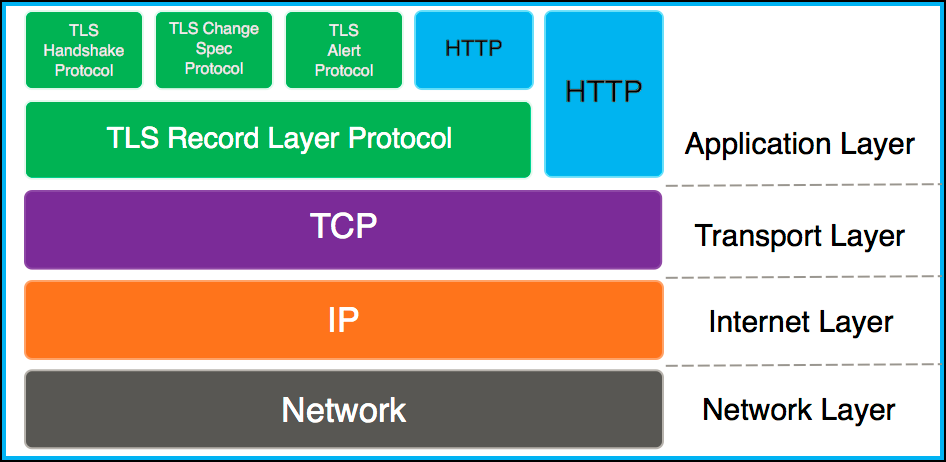 TLS
Handshake
Protocol
TLS Change
Spec
Protocol
TLS
Alert
Protocol
HTTP
HTTP
TLS Record Layer Protocol
Application Layer
TCP
Transport Layer
IP
Internet Layer
Network
Network Layer